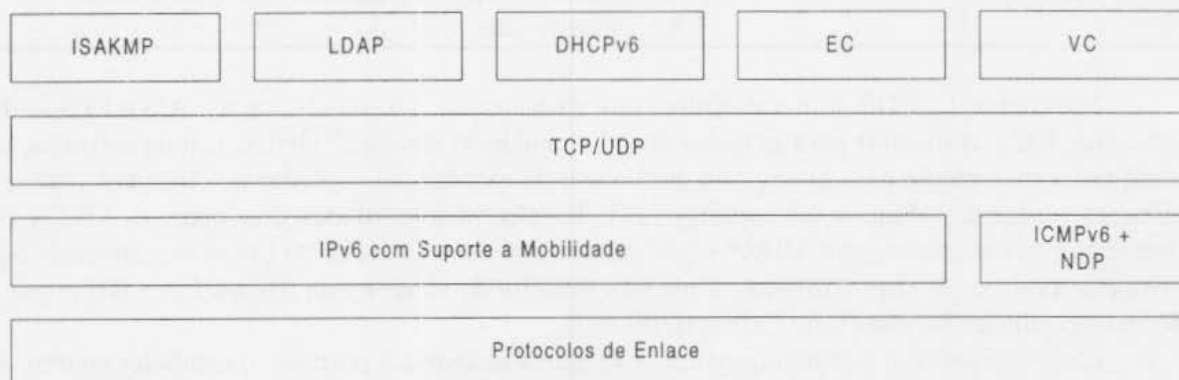 ISAKMP LDAP DHCPv6 EC VC
TCP/UDP
IPv6 com Suporte a Mobilidade
ICMPv6 +
NDP
Protocolos de Enlace